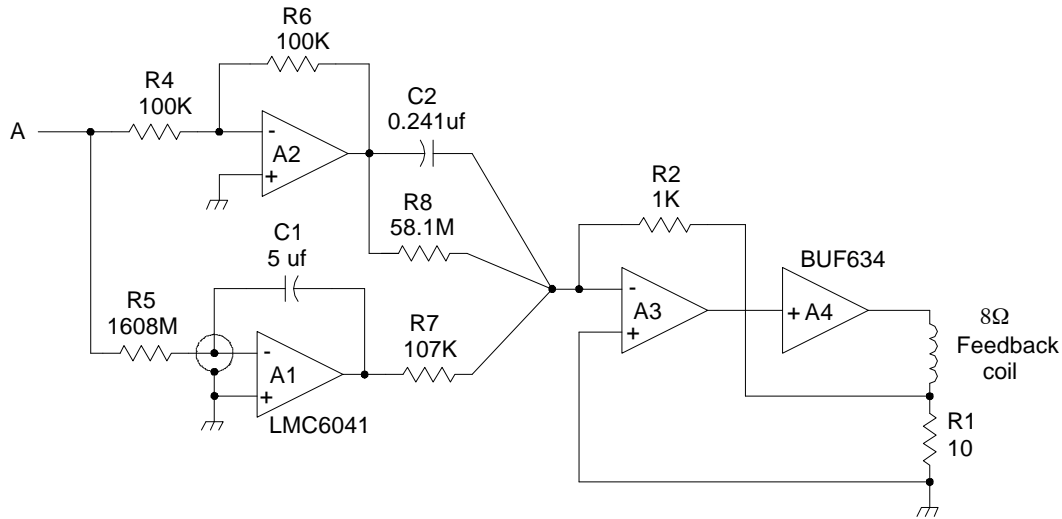 R6
100K
R4
100K
A
-
A2
+
C2
0.241uf
R8
58.1M
C1
5 uf
R5
1608M
-
A1
+
LMC6041
R7
107K
R2
1K
-
A3
+
BUF634
+ A4
8Ω
Feedback
coil
R1
10